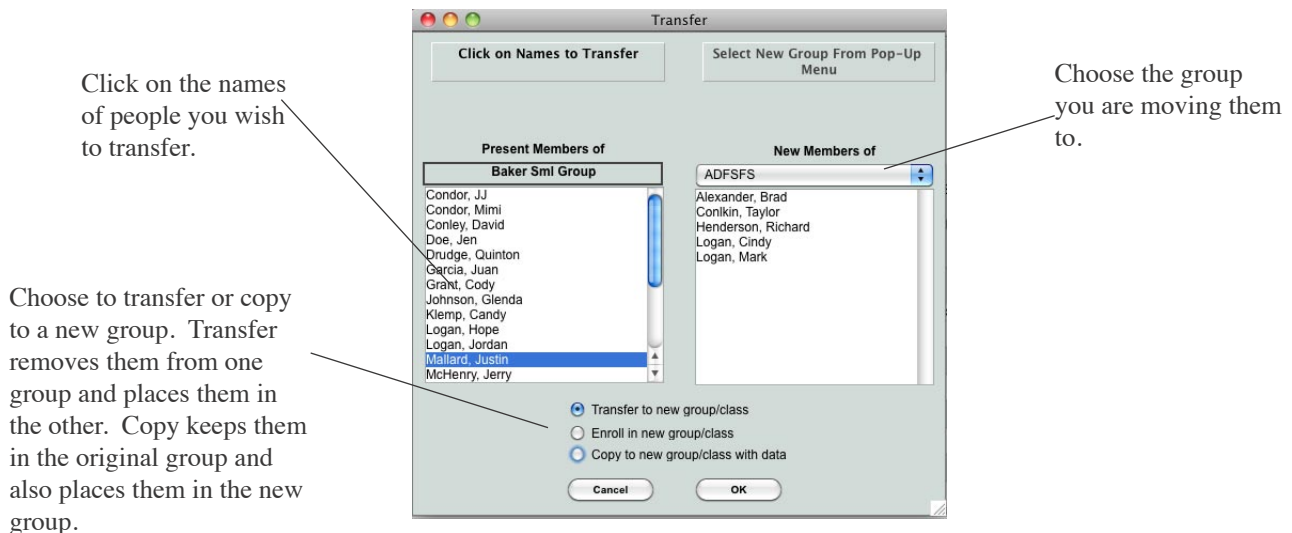 Transfer
Click on Names to Transfer
Select New Group From Pop-Up
Menu
Click on the names
of people you wish
to transfer.
Choose the group
you are moving them
to.
Present Members of
Baker Sml Group
New Members of
ADFSFS
Condor, JJ
Condor, Mimi
Conley, David
Doe, Jen
Drudge, Quinton
Garcia, Juan
Grant, Cody
Johnson, Glenda
Klemp, Candy
Logan, Hope
Logan, Jordan
Mallard, Justin
McHenry, Jerry
Alexander, Brad
Conlkin, Taylor
Henderson, Richard
Logan, Cindy
Logan, Mark
Choose to transfer or copy
to a new group. Transfer
removes them from one
group and places them in
the other. Copy keeps them
in the original group and
also places them in the new
group.
Transfer to new group/class
Enroll in new group/class
Copy to new group/class with data
Cancel
OK